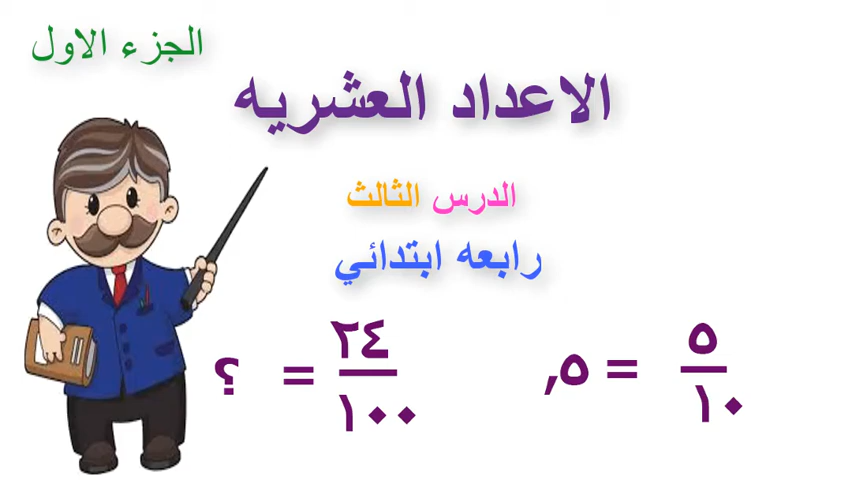 الجزء الاول
الاعداد العشريه
الدرس الثالث
رابعه ابتدائي
٥/١٠ = ٥,
٢٤/١٠٠ = ؟